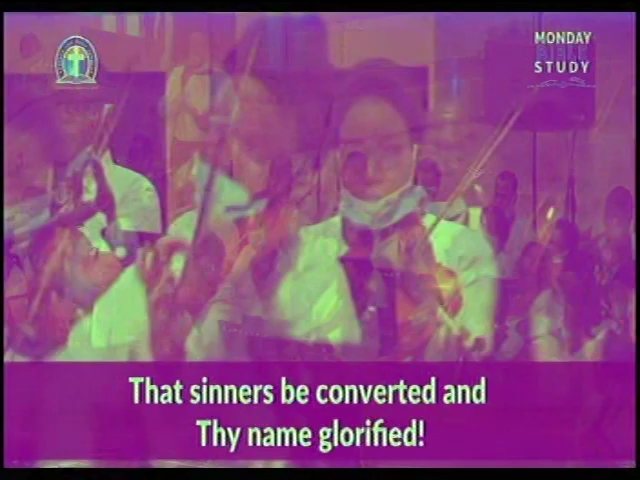 MONDAY
BIBLE
STUDY
That sinners be converted and
Thy name glorified!